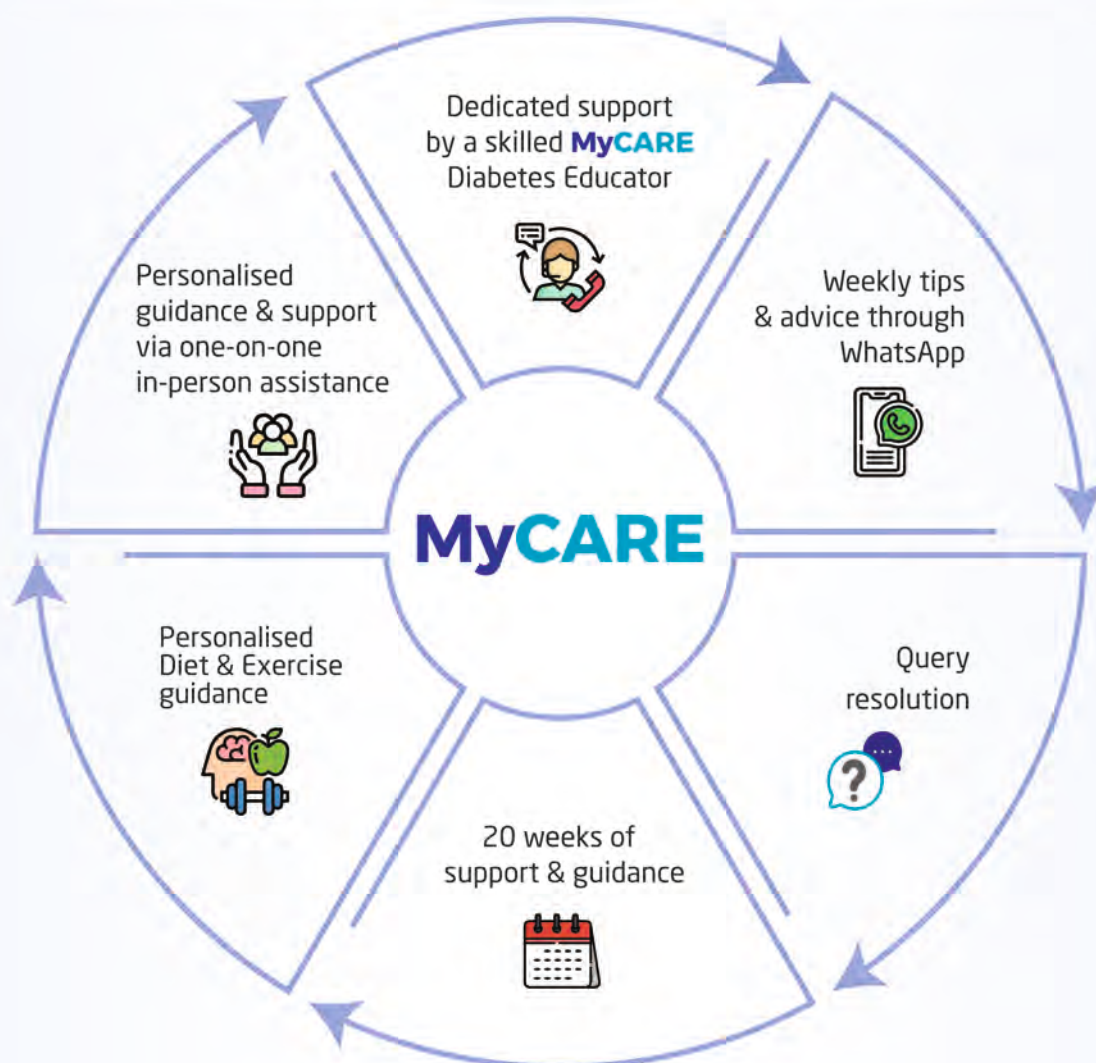 Dedicated support
by a skilled MyCARE
Diabetes Educator
Weekly tips
& advice through
WhatsApp
Query
resolution
20 weeks of
support & guidance
Personalised
Diet & Exercise
guidance
Personalised
guidance & support
via one-on-one
in-person assistance
MyCARE